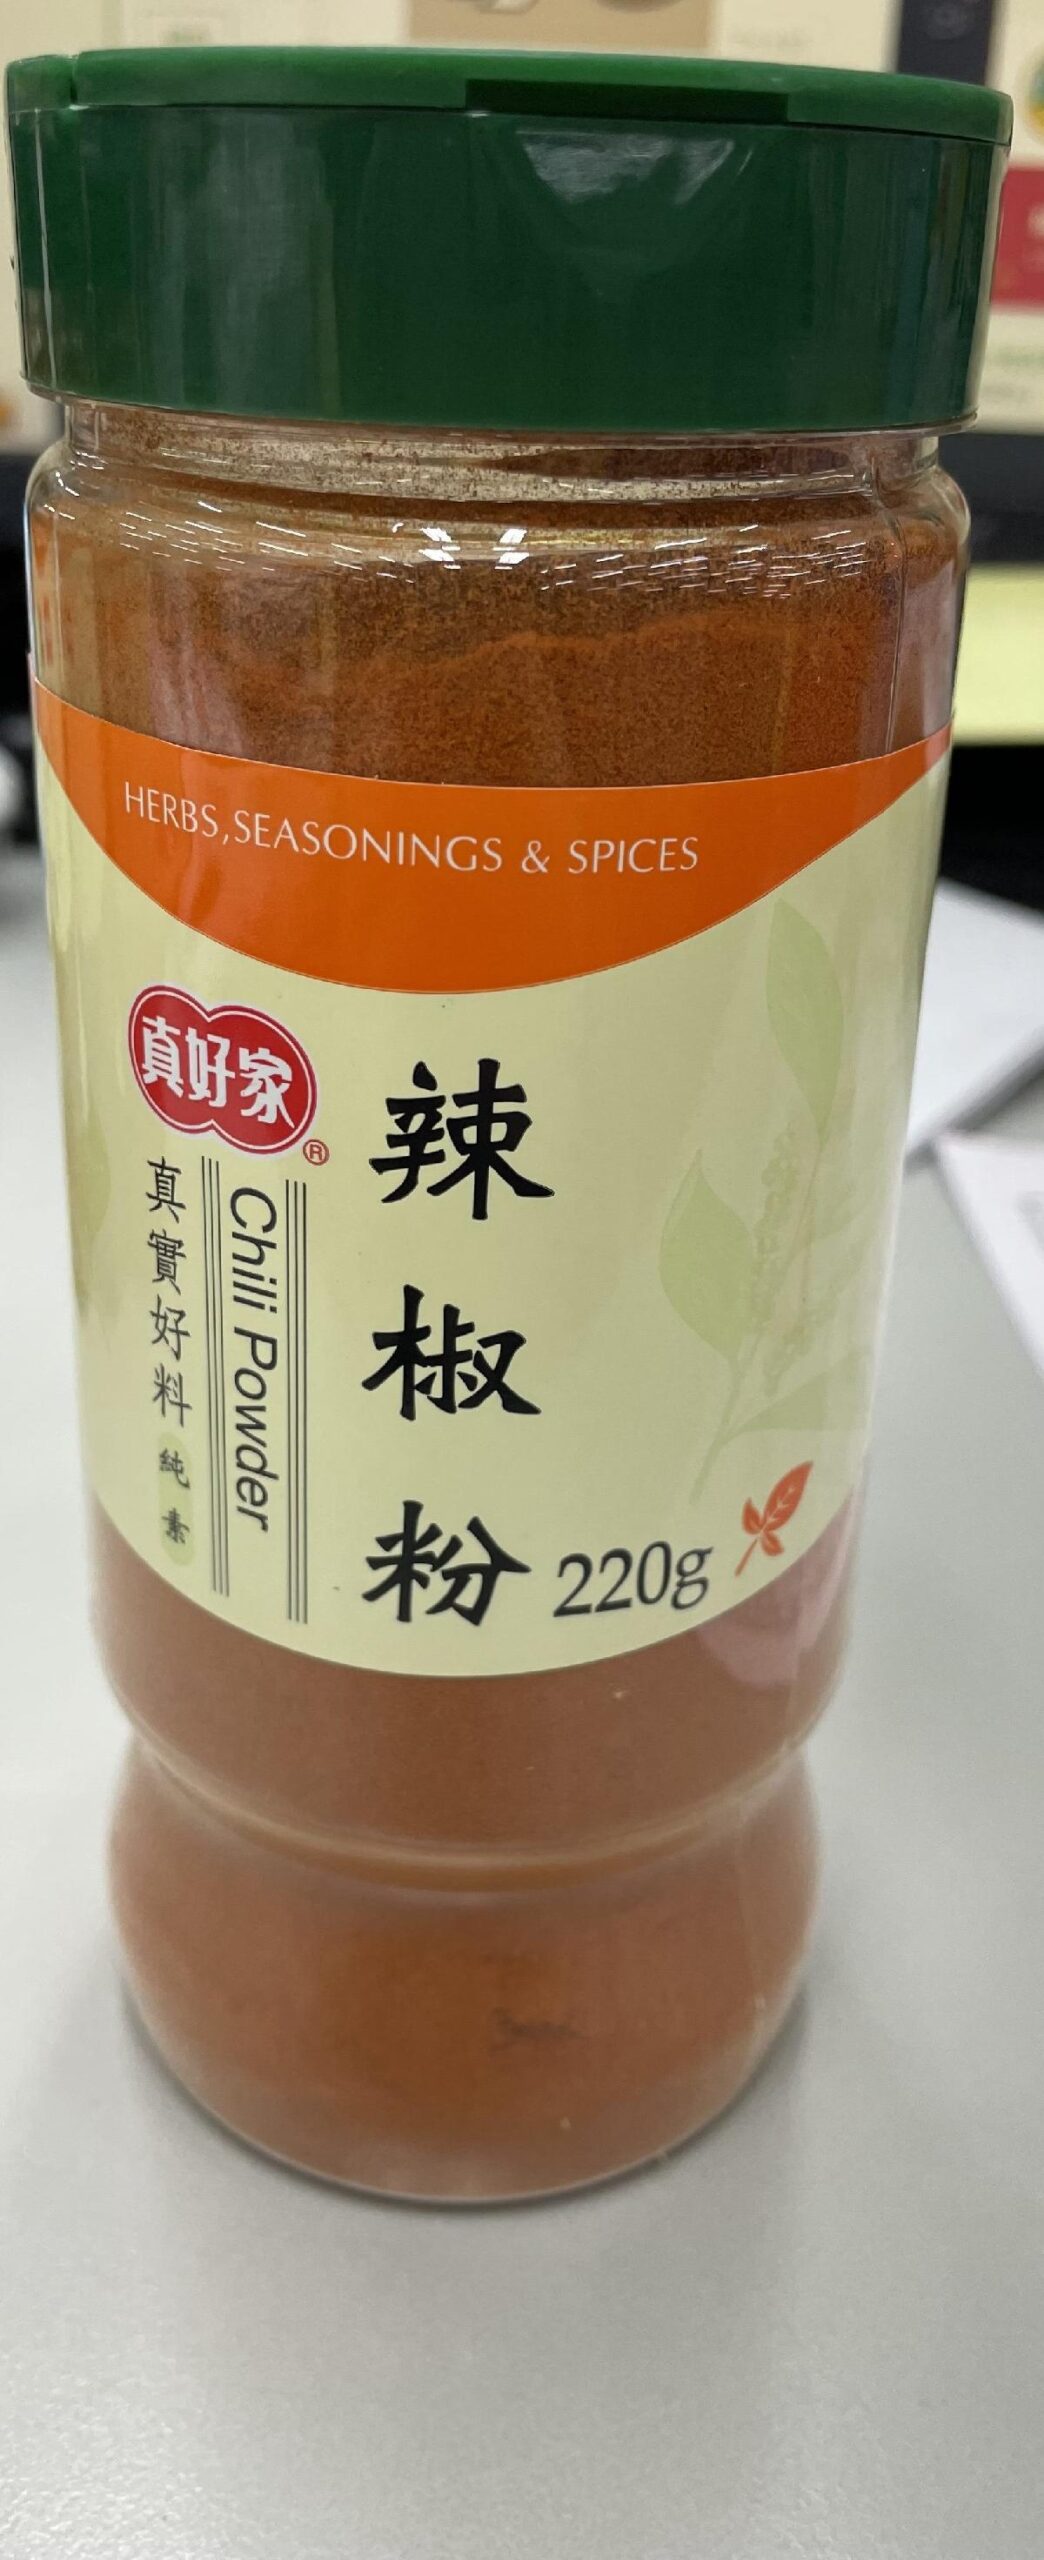 HERBS, SEASONINGS & SPICES
真好家®
辣椒粉
220g
Chili Powder
真實好料 純素